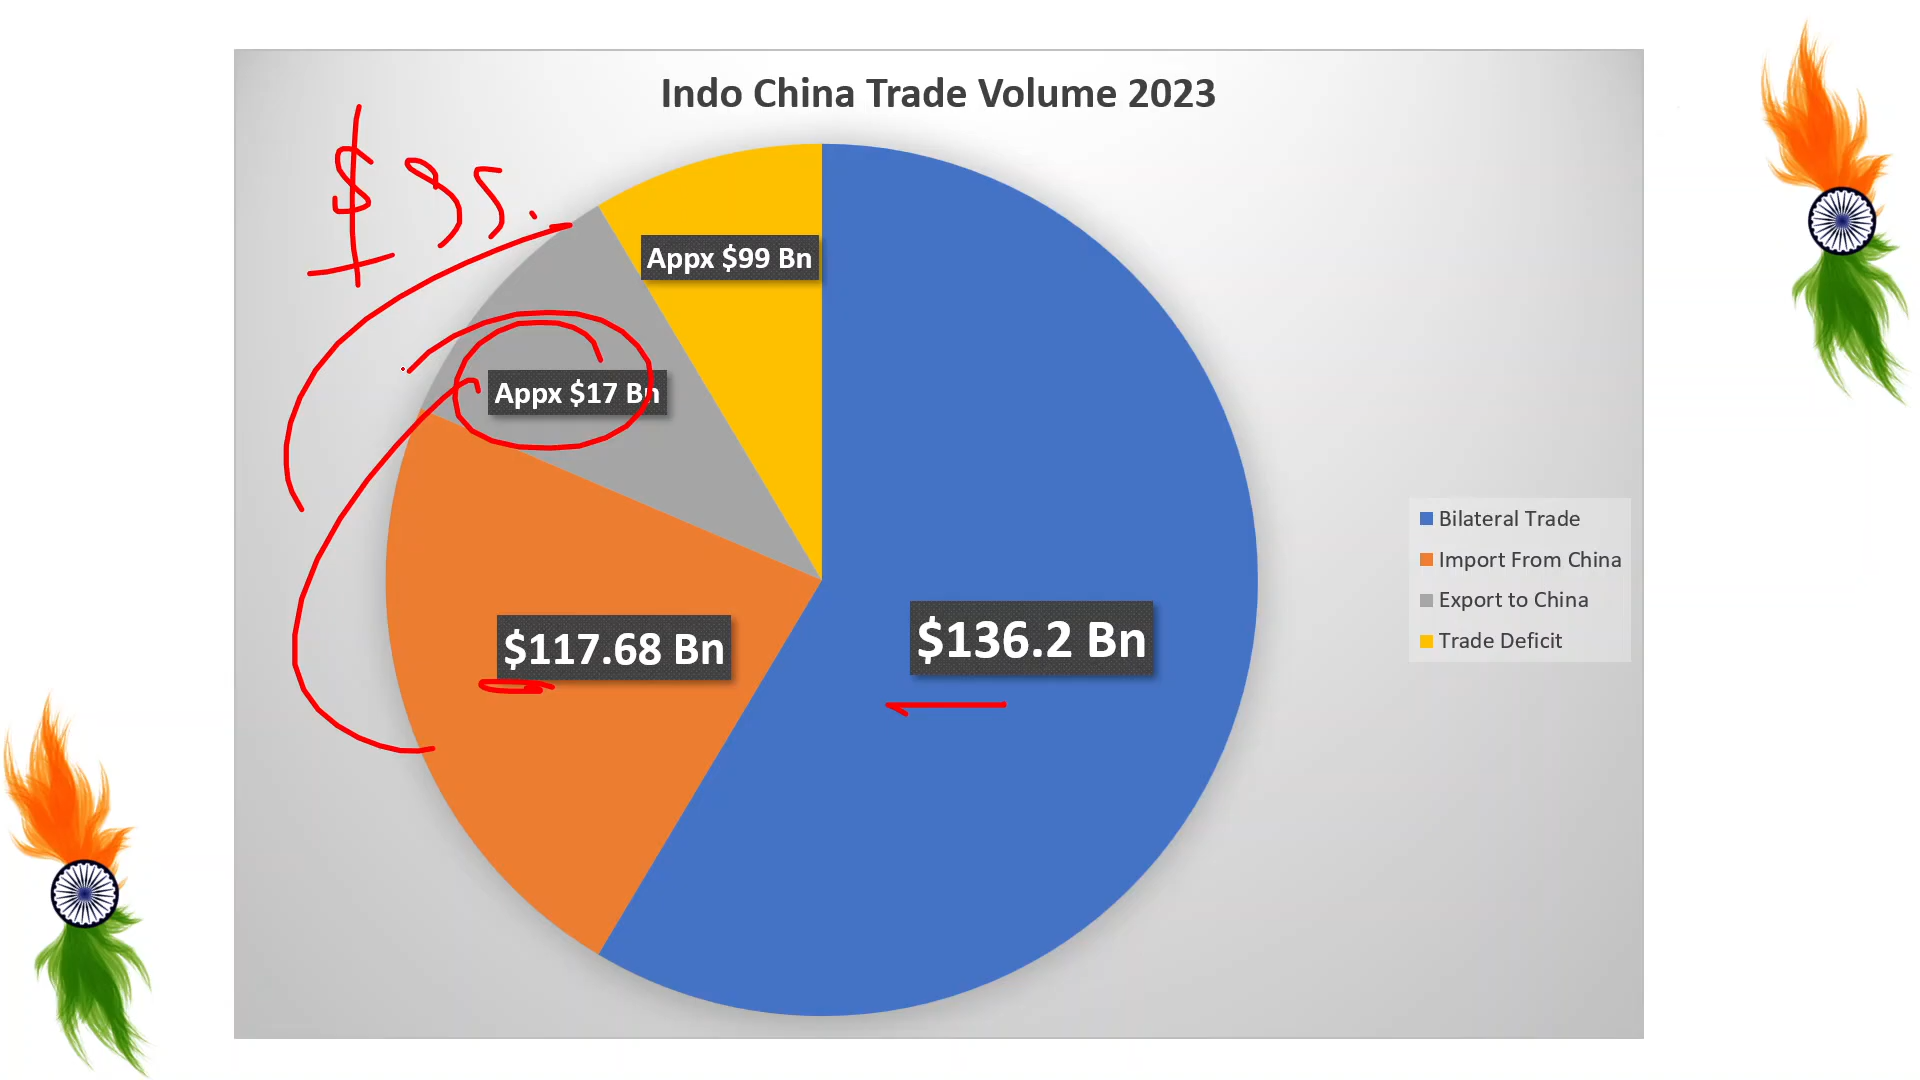 Indo China Trade Volume 2023
Appx $99 Bn
Appx $17 Bn
$117.68 Bn
$136.2 Bn
Bilateral Trade
Import From China
Export to China
Trade Deficit